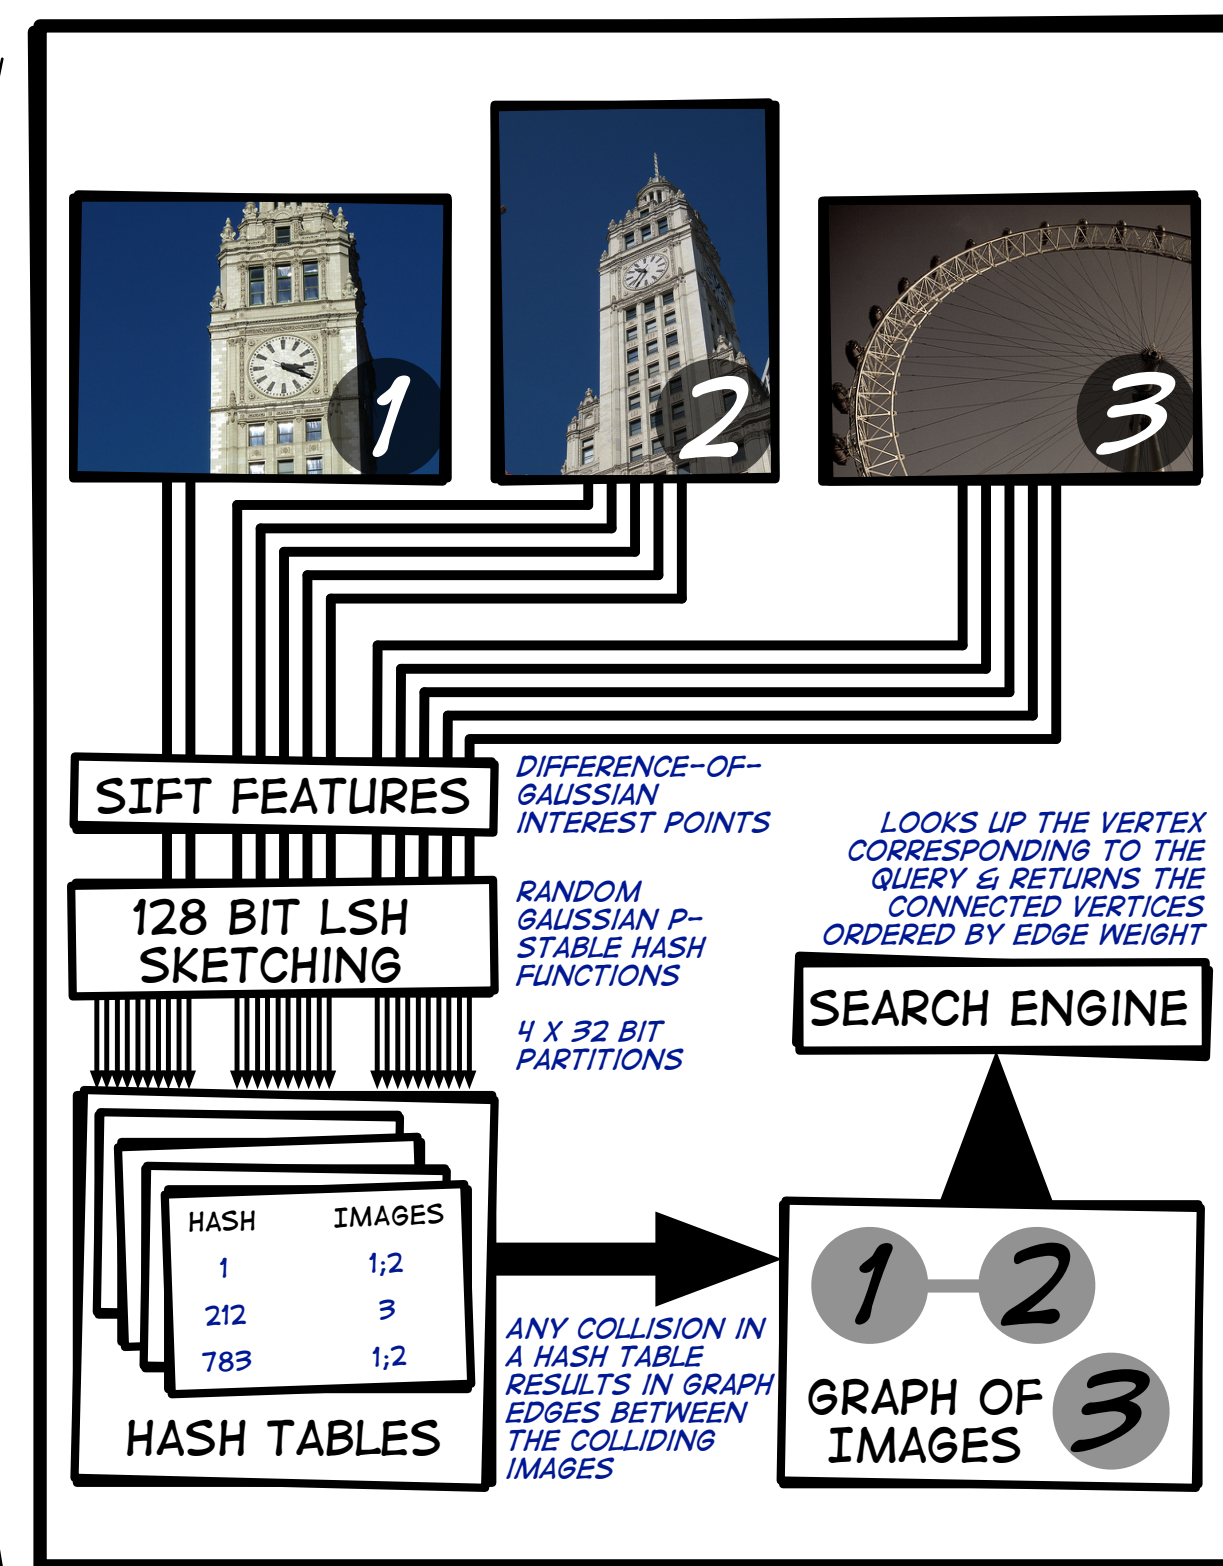 1
2
3
SIFT FEATURES
DIFFERENCE-OF-
GAUSSIAN
INTEREST POINTS
128 BIT LSH
SKETCHING
RANDOM
GAUSSIAN P-
STABLE HASH
FUNCTIONS
4 X 32 BIT
PARTITIONS
LOOKS UP THE VERTEX
CORRESPONDING TO THE
QUERY & RETURNS THE
CONNECTED VERTICES
ORDERED BY EDGE WEIGHT
SEARCH ENGINE
HASH IMAGES
1 1;2
212 3
783 1;2
HASH TABLES
ANY COLLISION IN
A HASH TABLE
RESULTS IN GRAPH
EDGES BETWEEN
THE COLLIDING
IMAGES
1 2
3
GRAPH OF
IMAGES